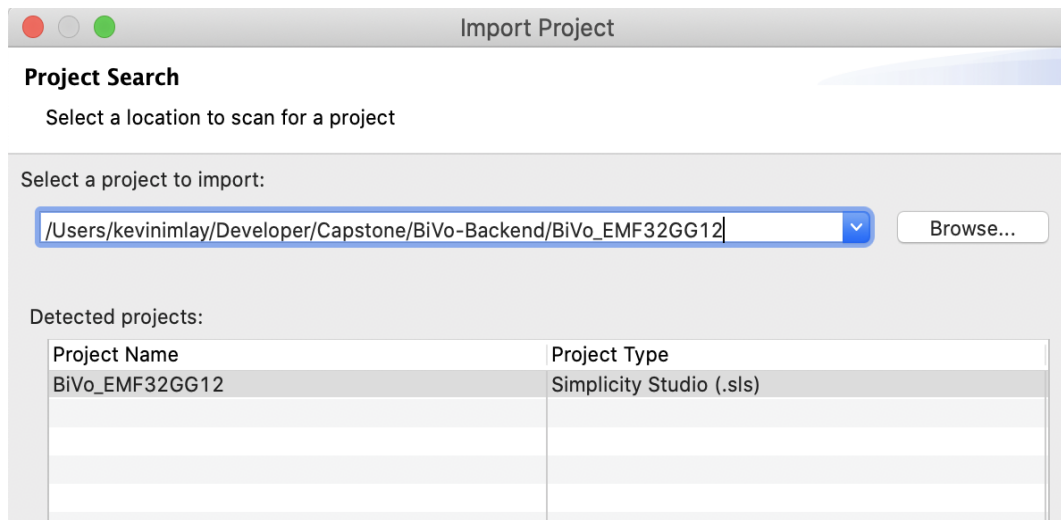 Import Project
Project Search
Select a location to scan for a project
Select a project to import:
/Users/kevinimlay/Developer/Capstone/BiVo-Backend/BiVo_EMF32GG12
Browse...
Detected projects:
Project Name Project Type
BiVo_EMF32GG12 Simplicity Studio (.sls)